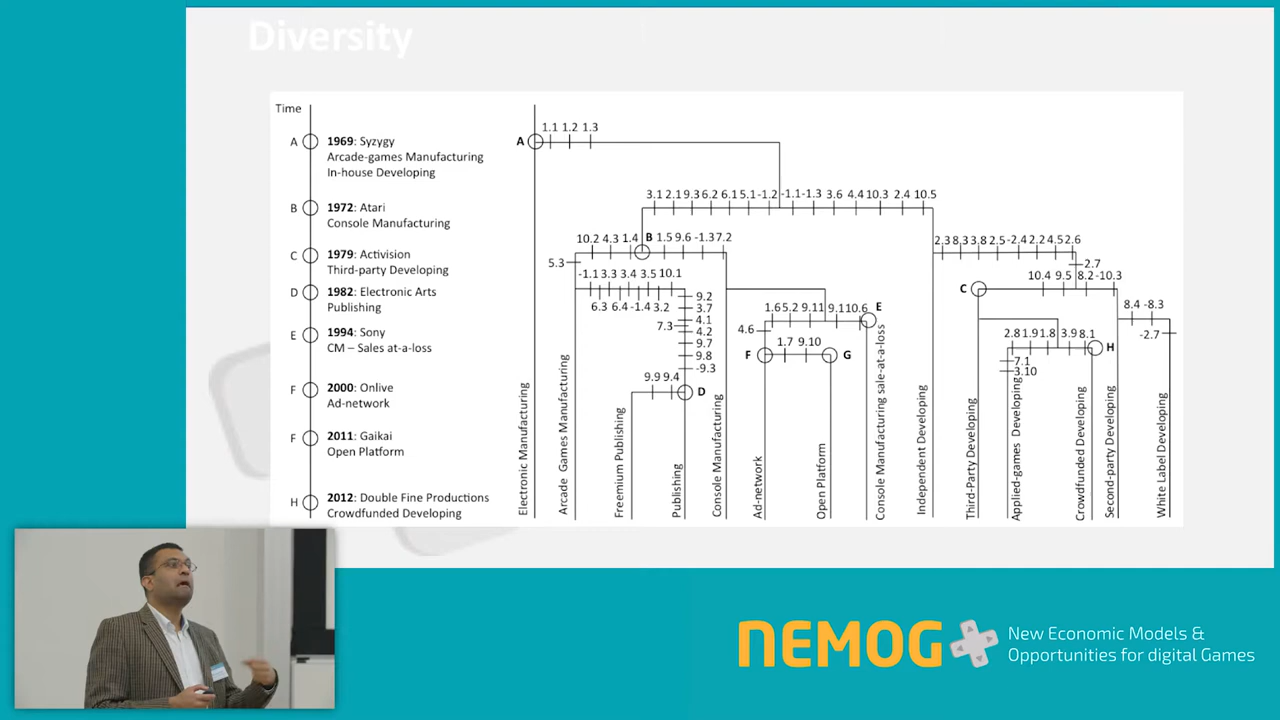 Diversity
Time
A 1969: Syzygy
Arcade-games Manufacturing
In-house Developing
B 1972: Atari
Console Manufacturing
C 1979: Activision
Third-party Developing
D 1982: Electronic Arts
Publishing
E 1994: Sony
CM – Sales at-a-loss
F 2000: Onlive
Ad-network
F 2011: Gaikai
Open Platform
H 2012: Double Fine Productions
Crowdfunded Developing
1.1 1.2 1.3
A
3.1 2.1 9.3 6.2 6.1 5.1 -1.2 -1.1 -1.3 3.6 4.4 10.3 2.4 10.5
10.2 4.3 1.4 B 1.5 9.6 -1.3 7.2
2.3 8.3 3.8 2.5 -2.4 2.2 4.5 2.6
5.3
2.7
-1.1 3.3 3.4 3.5 10.1
10.4 9.5 8.2 -10.3
C
6.3 6.4 -1.4 3.2
9.2
3.7
4.1
7.3
4.2
9.7
9.8
-9.3
1.6 5.2 9.11 9.1 10.6 E
8.4 -8.3
-2.7
4.6
2.8 1.9 1.8 3.9 8.1
H
1.7 9.10
F G
7.1
3.10
9.9 9.4
D
Electronic Manufacturing
Arcade Games Manufacturing
Freemium Publishing
Publishing
Console Manufacturing
Ad-network
Open Platform
Console Manufacturing sale-at-a-loss
Independent Developing
Third-Party Developing
Applied-games Developing
Crowdfunded Developing
Second-party Developing
White Label Developing
NEMOG
New Economic Models &
Opportunities for digital Games